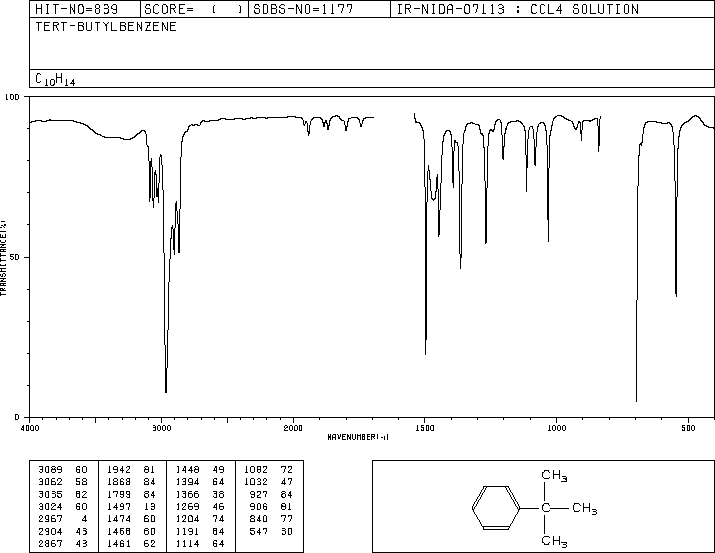 HIT-NO=839 SCORE= ( ) SDBS-NO=1177 IR-NIDA-07113 : CCL4 SOLUTION
TERT-BUTYLBENZENE
C10H14
100
50
0
TRANSMITTANCE(%)
4000 3000 2000 1500 1000 500
WAVENUMBER(-1)
3089 60 1942 81 1448 49 1082 72
3062 58 1868 84 1394 64 1032 47
3035 62 1799 84 1366 38 927 84
3024 60 1497 19 1269 46 906 81
2967 4 1474 60 1204 74 840 77
2904 43 1468 60 1191 84 547 30
2867 43 1461 62 1114 64
CH3
C CH3
CH3